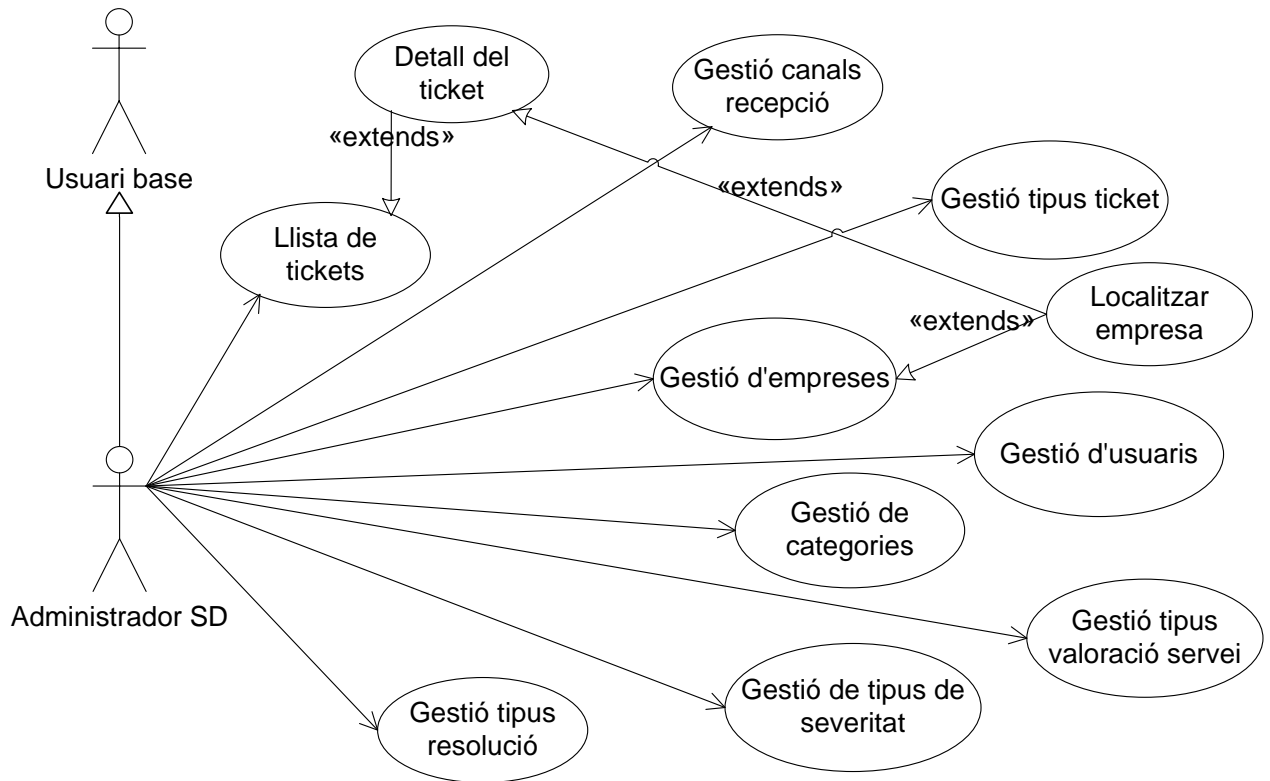 Detall del
ticket
Gestió canals
recepció
Usuari base
«extends»
«extends»
Gestió tipus ticket
Llista de
tickets
Localitzar
empresa
«extends»
Gestió d'empreses
Gestió d'usuaris
Gestió de
categories
Administrador SD
Gestió tipus
valoració servei
Gestió de tipus de
severitat
Gestió tipus
resolució